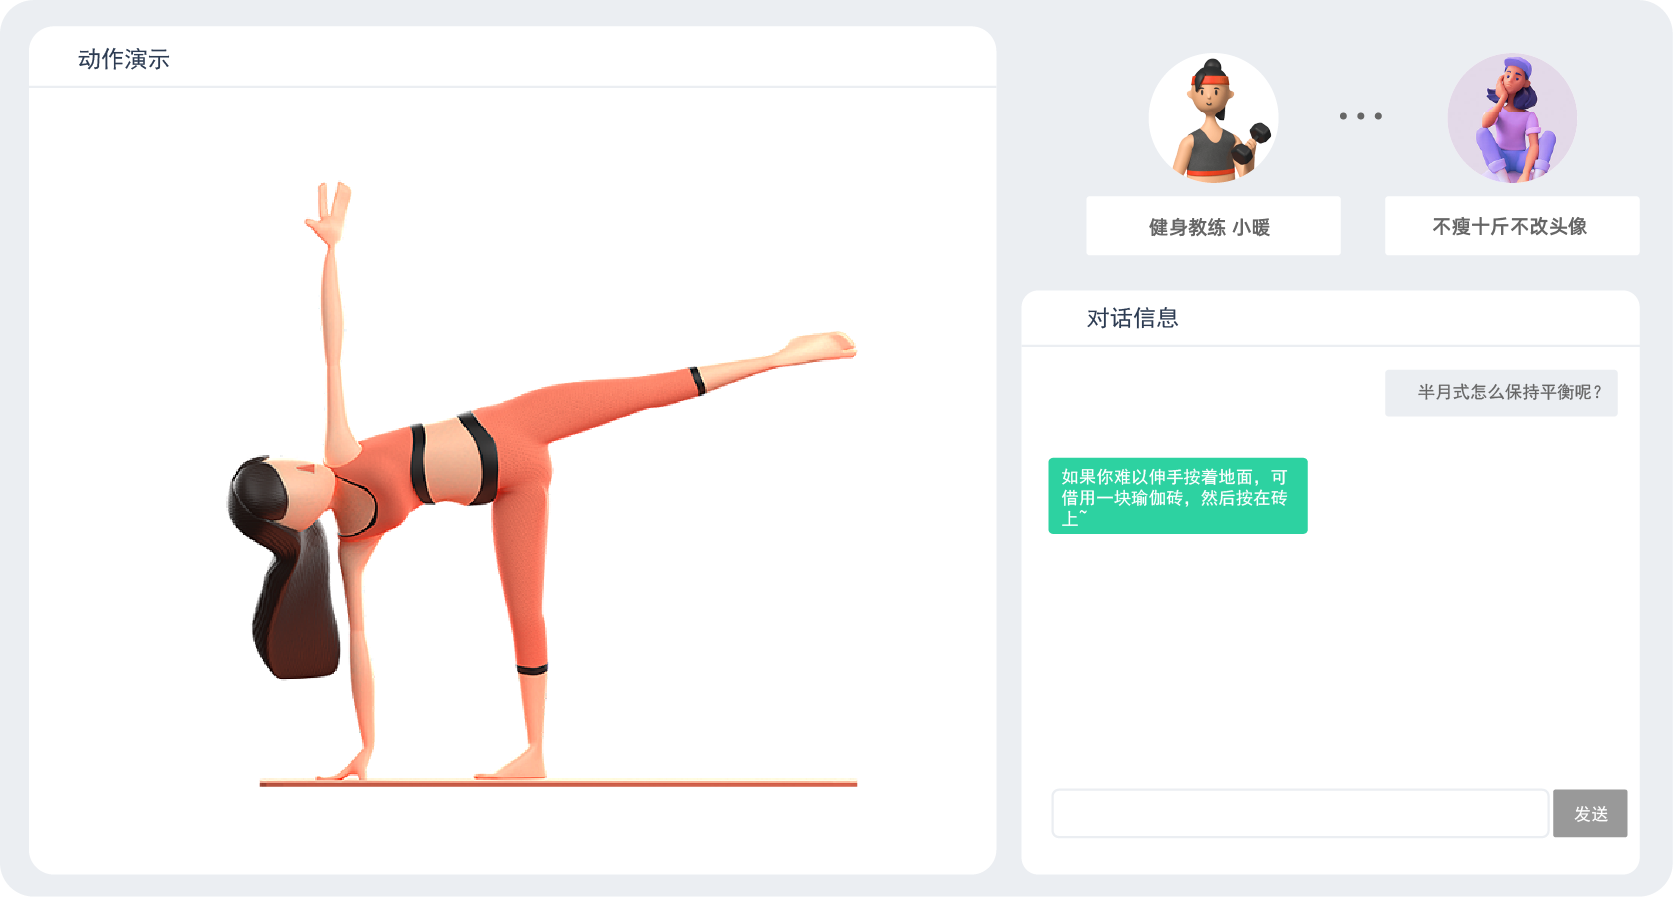 动作演示
健身教练 小暖
不瘦十斤不改头像
对话信息
半月式怎么保持平衡呢？
如果你难以伸手按着地面，可
借用一块瑜伽砖，然后按在砖
上~
发送